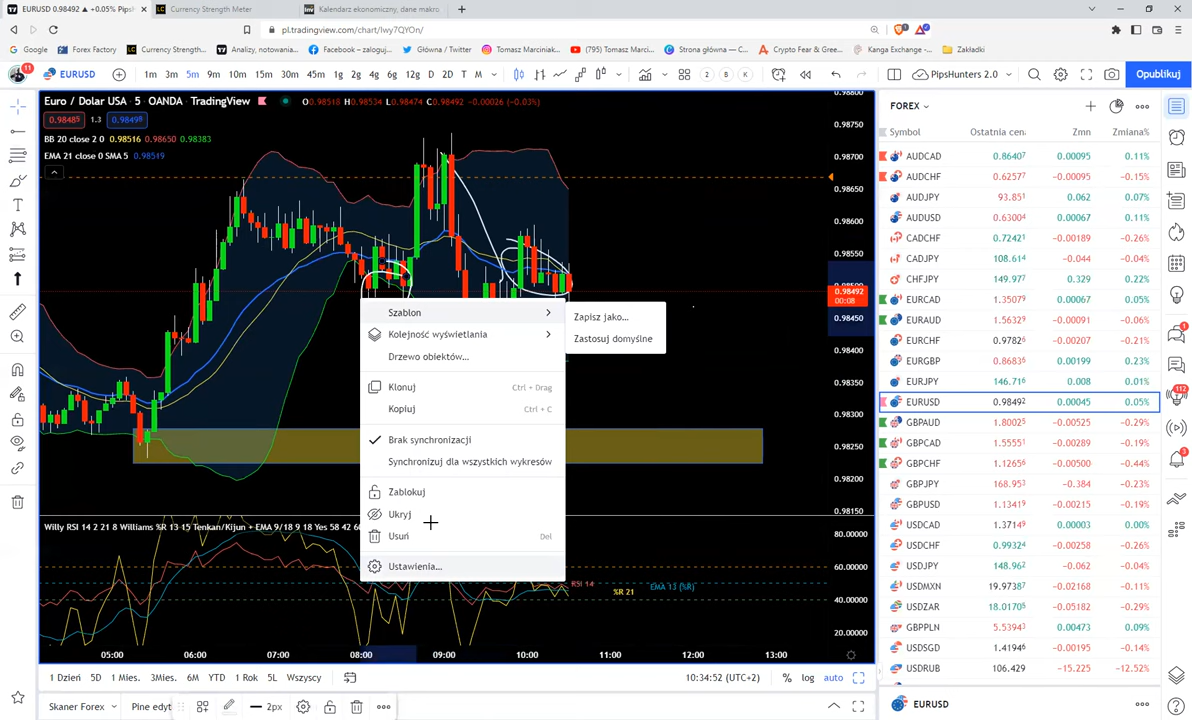 EURUSD 0.98492 ▲ +0.05% PipsH
Currency Strength Meter
Kalendarz ekonomiczny, dane makro
pl.tradingview.com/chart/Iwy7QYOn/
Google
Forex Factory
Currency Strength...
Analizy, notowania...
Facebook – zaloguj...
Główna / Twitter
Tomasz Marciniak...
(795) Tomasz Marci...
Strona główna — C...
Crypto Fear & Gree...
Kanga Exchange -...
Zakładki
11
EURUSD
1m 3m 5m 9m 10m 15m 30m 45m 1g 2g 4g 6g 12g D 2D T M
2 B K
PipsHunters 2.0
Opublikuj
Euro / Dolar USA · 5 · OANDA · TradingView
O0.98518 H0.98534 L0.98474 C0.98492 -0.00026 (-0.03%)
0.98485 1.3 0.98498
BB 20 close 2 0 0.98516 0.98650 0.98383
EMA 21 close 0 SMA 5 0.98519
0.98800
0.98750
0.98700
0.98650
0.98600
0.98550
0.98492
00:08
0.98450
0.98400
0.98350
0.98300
0.98250
0.98200
0.98150
Szablon
Zapisz jako...
Zastosuj domyślne
Kolejność wyświetlania
Drzewo obiektów...
Klonuj Ctrl + Drag
Kopiuj Ctrl + C
Brak synchronizacji
Synchronizuj dla wszystkich wykresów
Zablokuj
Ukryj
Usuń Del
Ustawienia...
Willy RSI 14 2 21 8 Williams %R 13-15 Tenkan/Kijun + EMA 9/18 9 18 Yes 58 42 60
80.00000
60.00000
40.00000
20.00000
RSI 14
%R 21
EMA 13 (%R)
05:00 06:00 07:00 08:00 09:00 10:00 11:00 12:00 13:00
1 Dzień 5D 1 Mies. 3Mies. 6M YTD 1 Rok 5L Wszyscy
10:34:52 (UTC+2) % log auto
Skaner Forex
Pine edyt
2px
FOREX
Symbol Ostatnia cen. Zmn Zmiana%
AUDCAD 0.86407 0.00095 0.11%
AUDCHF 0.62577 -0.00095 -0.15%
AUDJPY 93.851 0.062 0.07%
AUDUSD 0.63004 0.00067 0.11%
CADCHF 0.72421 -0.00189 -0.26%
CADJPY 108.614 -0.044 -0.04%
CHFJPY 149.977 0.329 0.22%
EURCAD 1.35079 0.00067 0.05%
EURAUD 1.56329 -0.00091 -0.06%
EURCHF 0.9782 -0.00207 -0.21%
EURGBP 0.86836 0.00199 0.23%
EURJPY 146.716 0.008 0.01%
EURUSD 0.98492 0.00045 0.05%
GBPAUD 1.80025 -0.00525 -0.29%
GBPCAD 1.55551 -0.00289 -0.19%
GBPCHF 1.12656 -0.00500 -0.44%
GBPJPY 168.953 -0.384 -0.23%
GBPUSD 1.13419 -0.00215 -0.19%
USDCAD 1.37149 0.00003 0.00%
USDCHF 0.99324 -0.00258 -0.26%
USDJPY 148.962 -0.062 -0.04%
USDMXN 19.97387 -0.02168 -0.11%
USDZAR 18.01705 -0.05182 -0.29%
GBPPLN 5.53943 0.00473 0.09%
USDSGD 1.41946 -0.00195 -0.14%
USDRUB 106.429 -15.225 -12.52%
EURUSD
1
112
3